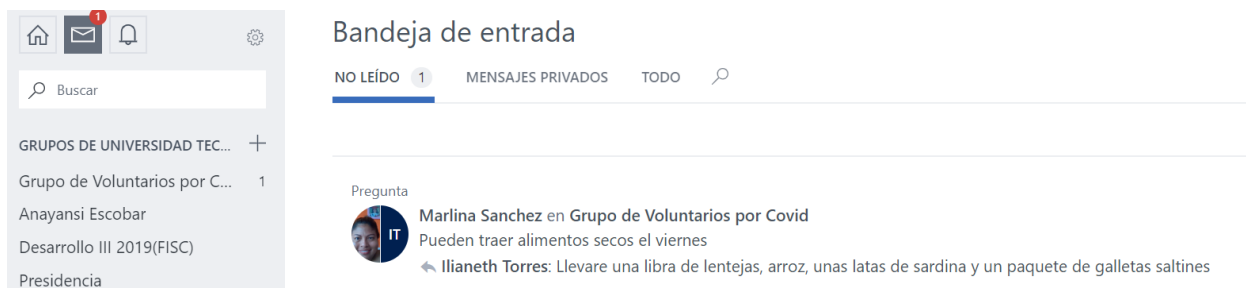 1
Buscar
GRUPOS DE UNIVERSIDAD TEC...
Grupo de Voluntarios por C... 1
Anayansi Escobar
Desarrollo III 2019(FISC)
Presidencia
Bandeja de entrada
NO LEÍDO 1 MENSAJES PRIVADOS TODO
Pregunta
IT
Marlina Sanchez en Grupo de Voluntarios por Covid
Pueden traer alimentos secos el viernes
Ilianeth Torres: Llevare una libra de lentejas, arroz, unas latas de sardina y un paquete de galletas saltines